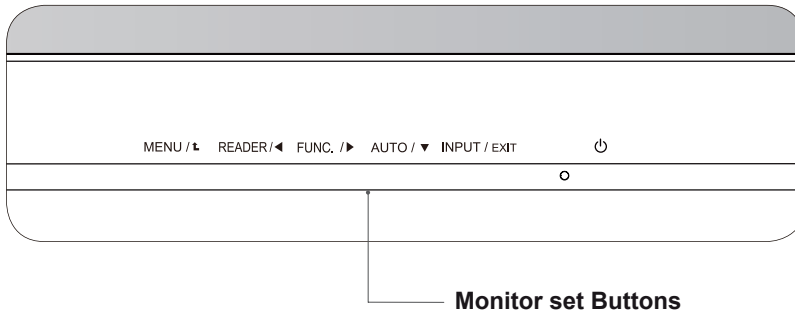 MENU / ⮤ READER/◀ FUNC. /▶ AUTO / ▼ INPUT / EXIT
Monitor set Buttons